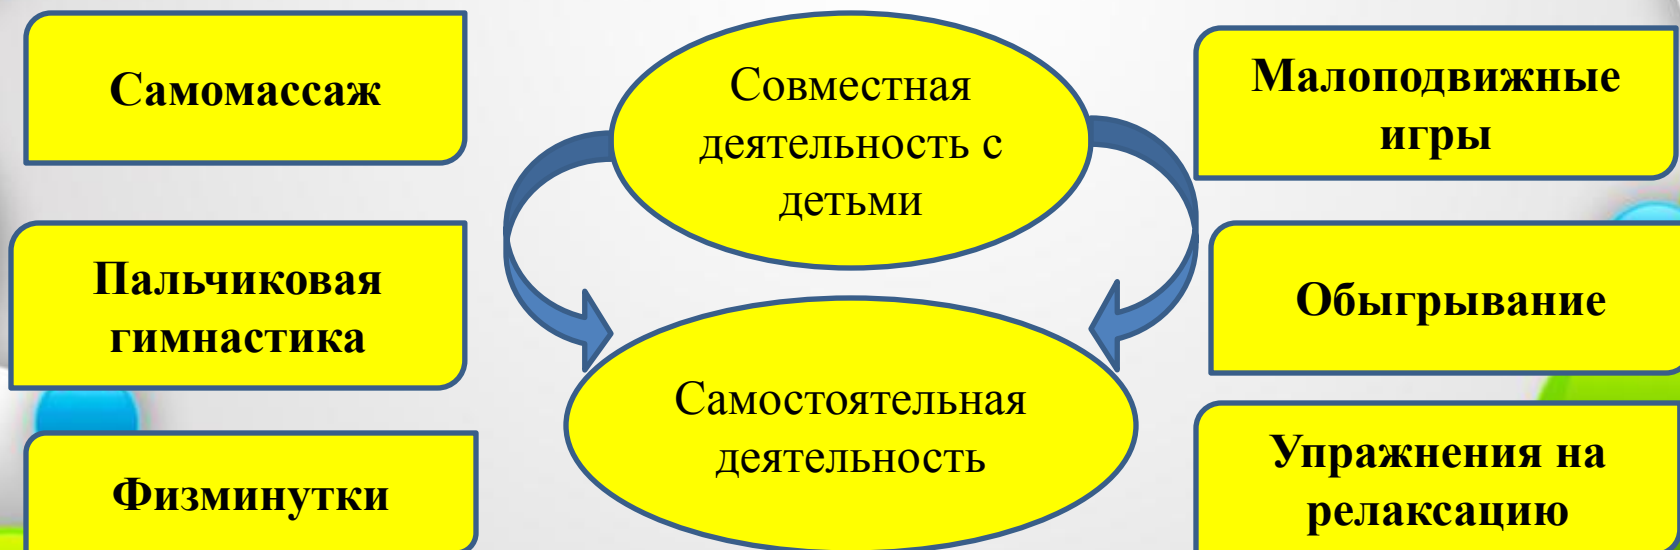 Самомассаж
Совместная
деятельность с
детьми
Малоподвижные
игры
Пальчиковая
гимнастика
Обыгрывание
Самостоятельная
деятельность
Физминутки
Упражнения на
релаксацию